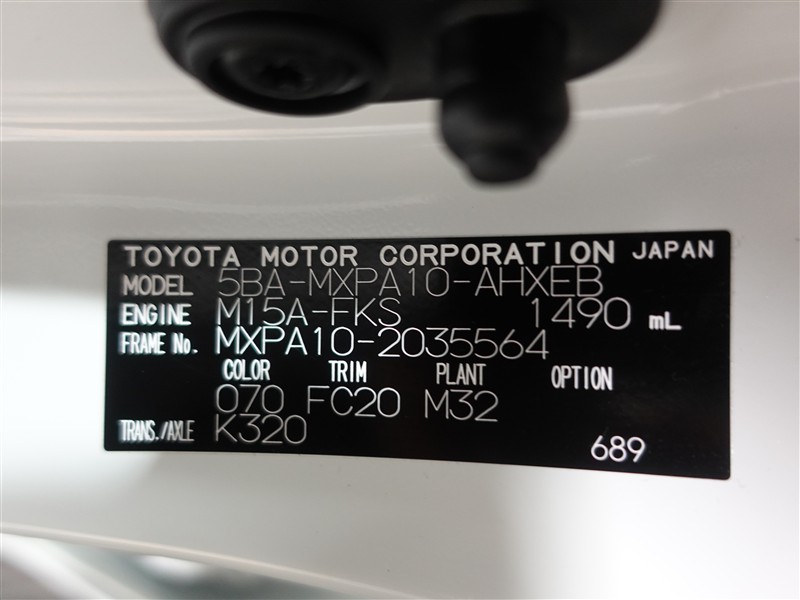 TOYOTA MOTOR CORPORATION JAPAN
MODEL 5BA-MXPA10-AHXEB
ENGINE M15A-FKS 1490 mL
FRAME No. MXPA10-2035564
COLOR TRIM PLANT OPTION
070 FC20 M32
TRANS./AXLE K320
689